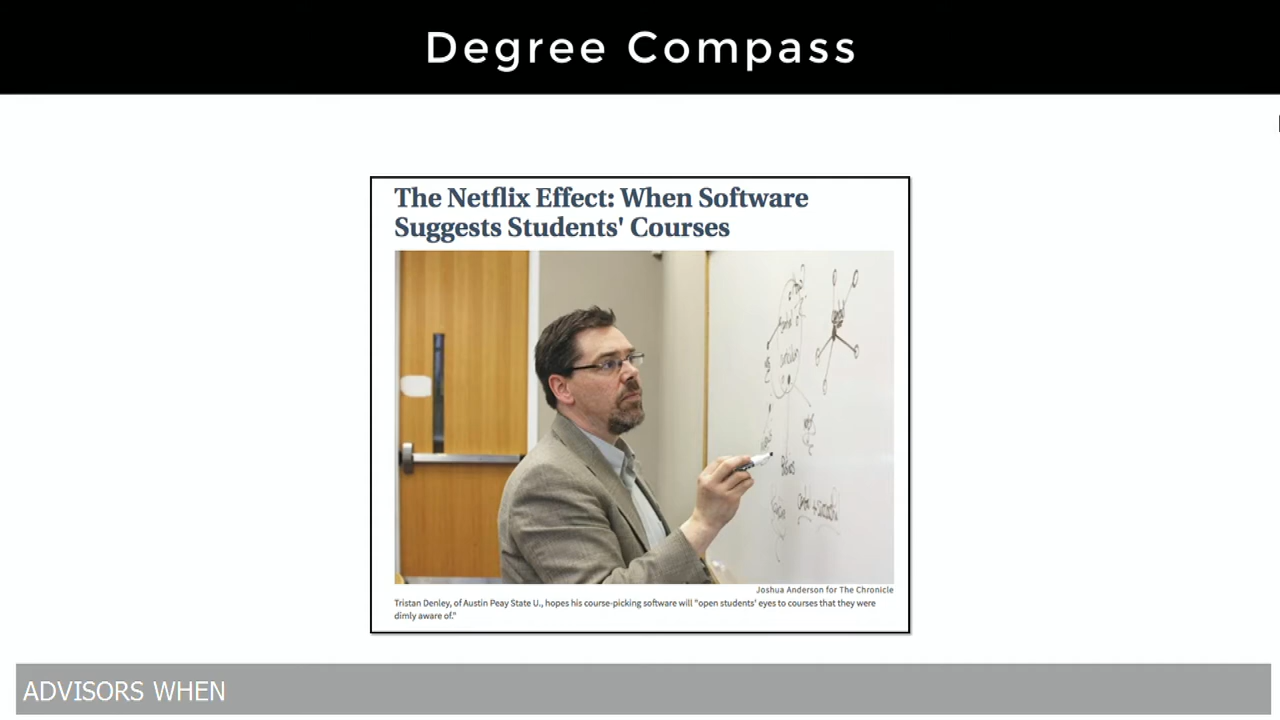 Degree Compass
The Netflix Effect: When Software
Suggests Students' Courses
Joshua Anderson for The Chronicle
Tristan Denley, of Austin Peay State U., hopes his course-picking software will "open students' eyes to courses that they were
dimly aware of."
ADVISORS WHEN